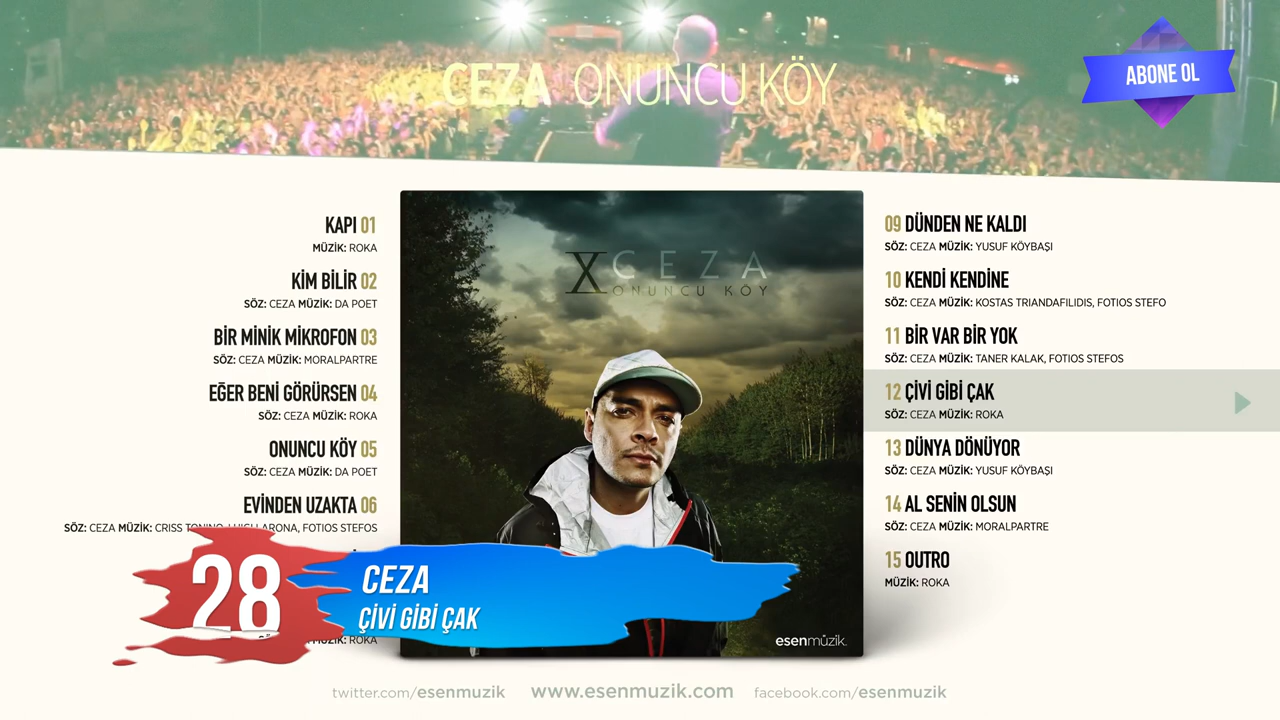 CEZA ONUNCU KÖY
ABONE OL
KAPI 01
MÜZİK: ROKA
KİM BİLİR 02
SÖZ: CEZA MÜZİK: DA POET
BİR MİNİK MİKROFON 03
SÖZ: CEZA MÜZİK: MORALPARTRE
EĞER BENİ GÖRÜRSEN 04
SÖZ: CEZA MÜZİK: ROKA
ONUNCU KÖY 05
SÖZ: CEZA MÜZİK: DA POET
EVİNDEN UZAKTA 06
SÖZ: CEZA MÜZİK: CRISS TONINO, LUIGI ARONA, FOTIOS STEFOS
MÜZİK: ROKA
X CEZA
ONUNCU KÖY
esenmüzik.
09 DÜNDEN NE KALDI
SÖZ: CEZA MÜZİK: YUSUF KÖYBAŞI
10 KENDİ KENDİNE
SÖZ: CEZA MÜZİK: KOSTAS TRIANDAFILIDIS, FOTIOS STEFO
11 BİR VAR BİR YOK
SÖZ: CEZA MÜZİK: TANER KALAK, FOTIOS STEFOS
12 ÇİVİ GİBİ ÇAK
SÖZ: CEZA MÜZİK: ROKA
13 DÜNYA DÖNÜYOR
SÖZ: CEZA MÜZİK: YUSUF KÖYBAŞI
14 AL SENİN OLSUN
SÖZ: CEZA MÜZİK: MORALPARTRE
15 OUTRO
MÜZİK: ROKA
28
CEZA
ÇİVİ GİBİ ÇAK
twitter.com/esenmuzik www.esenmuzik.com facebook.com/esenmuzik